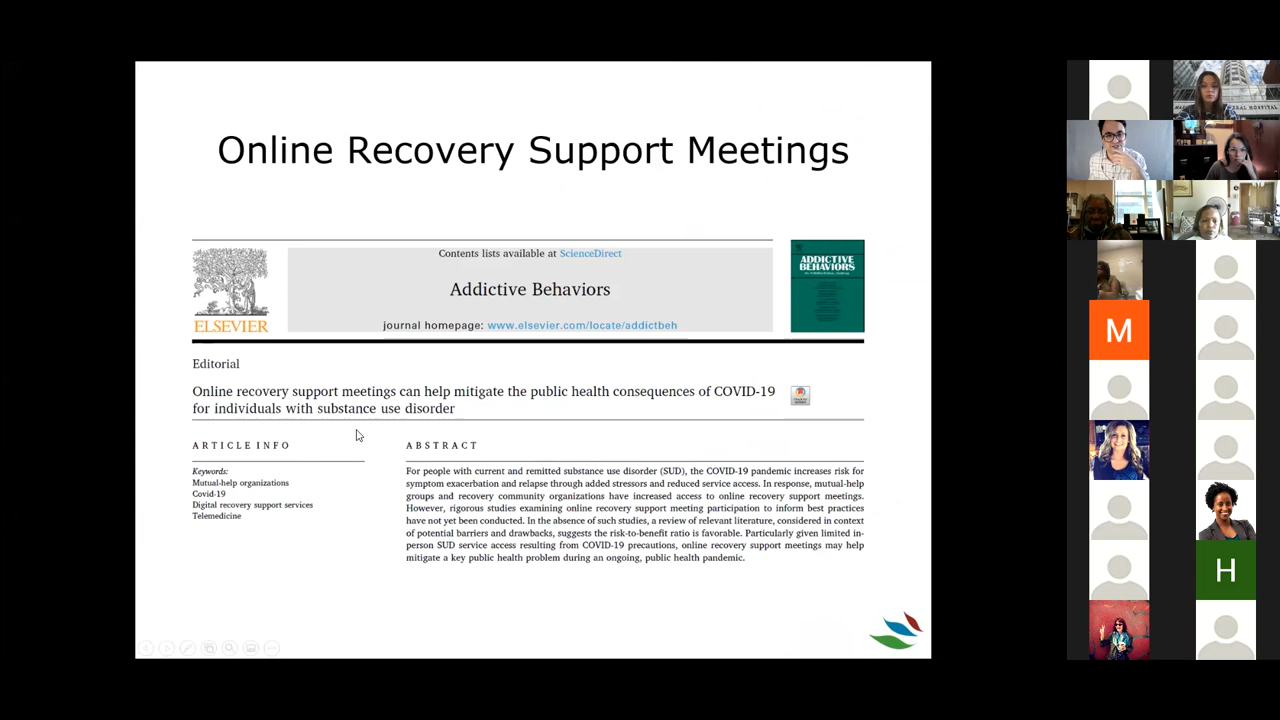 Online Recovery Support Meetings
Contents lists available at ScienceDirect
Addictive Behaviors
journal homepage: www.elsevier.com/locate/addictbeh
ELSEVIER
ADDICTIVE
BEHAVIORS
Editorial
Online recovery support meetings can help mitigate the public health consequences of COVID-19
for individuals with substance use disorder
ARTICLE INFO
Keywords:
Mutual-help organizations
Covid-19
Digital recovery support services
Telemedicine
ABSTRACT
For people with current and remitted substance use disorder (SUD), the COVID-19 pandemic increases risk for
symptom exacerbation and relapse through added stressors and reduced service access. In response, mutual-help
groups and recovery community organizations have increased access to online recovery support meetings.
However, rigorous studies examining online recovery support meeting participation to inform best practices
have not yet been conducted. In the absence of such studies, a review of relevant literature, considered in context
of potential barriers and drawbacks, suggests the risk-to-benefit ratio is favorable. Particularly given limited in-
person SUD service access resulting from COVID-19 precautions, online recovery support meetings may help
mitigate a key public health problem during an ongoing, public health pandemic.
HOSPITAL
M
H